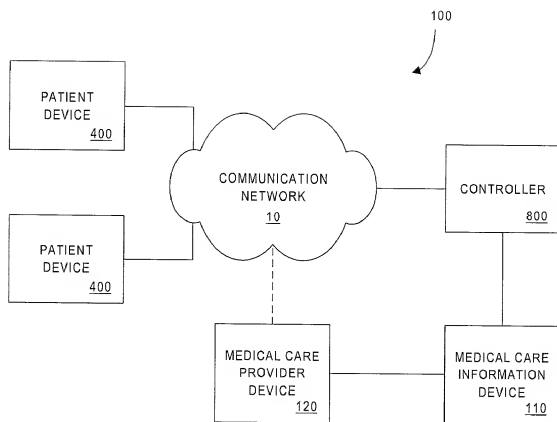 100
PATIENT
DEVICE
400
COMMUNICATION
NETWORK
10
CONTROLLER
800
PATIENT
DEVICE
400
MEDICAL CARE
PROVIDER
DEVICE
120
MEDICAL CARE
INFORMATION
DEVICE
110